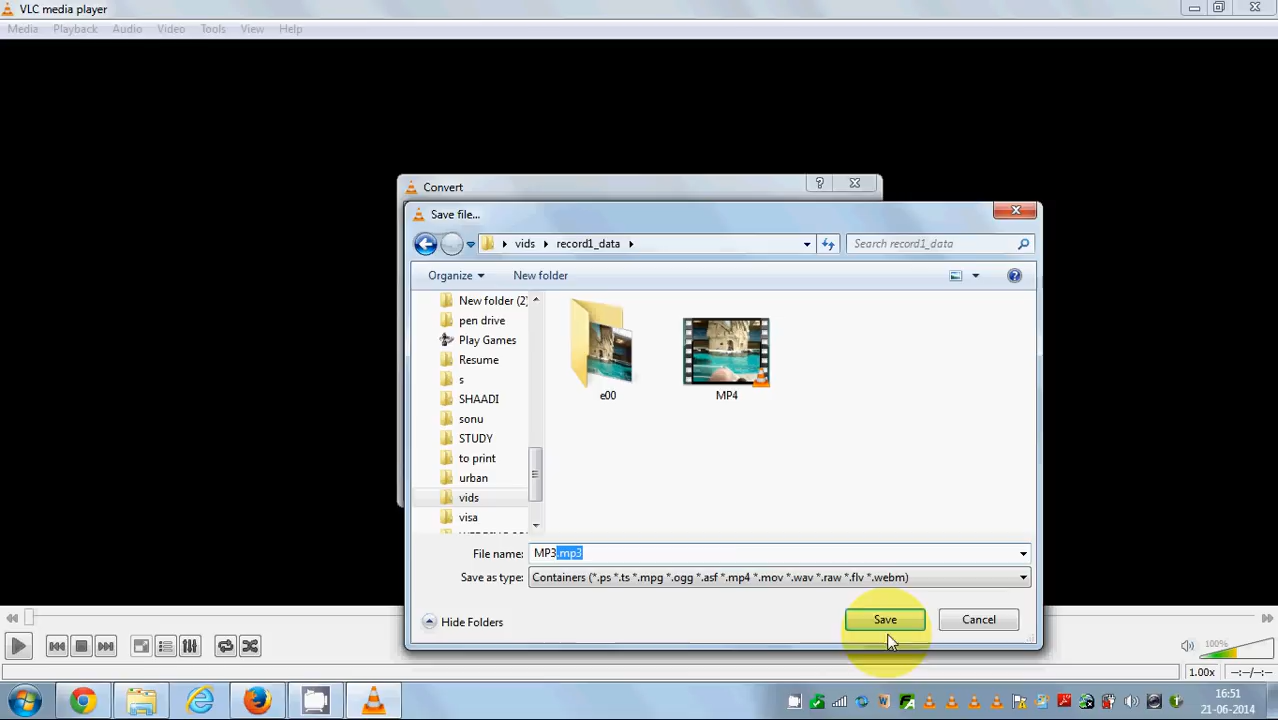 VLC media player
Media Playback Audio Video Tools View Help
Convert
Save file...
vids record1_data
Search record1_data
Organize
New folder
New folder (2)
pen drive
Play Games
Resume
s
SHAADI
sonu
STUDY
to print
urban
vids
visa
e00
MP4
File name: MP3.mp3
Save as type: Containers (*.ps *.ts *.mpg *.ogg *.asf *.mp4 *.mov *.wav *.raw *.flv *.webm)
Hide Folders
Save
Cancel
100%
1.00x
--:--/--:--
16:51
21-06-2014